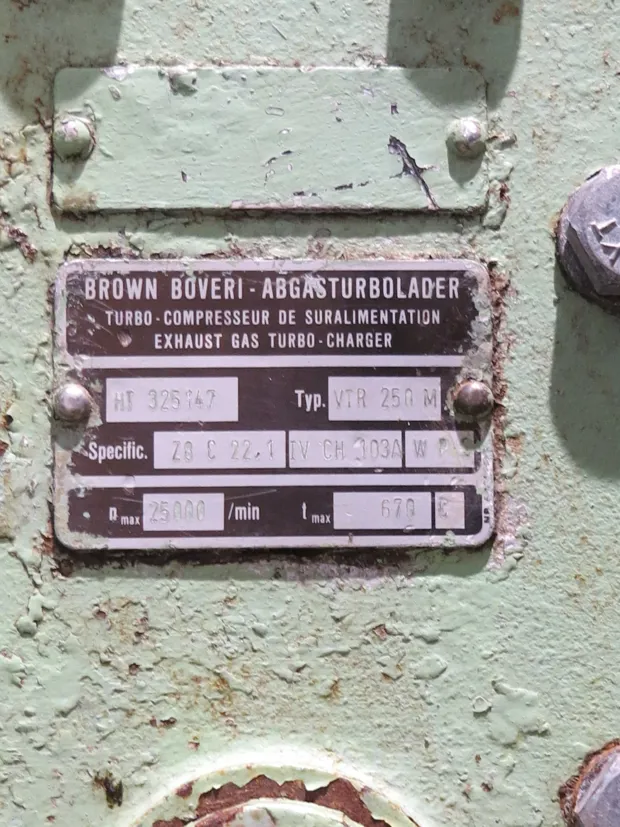 BROWN BOVERI - ABGASTURBOLADER
TURBO-COMPRESSEUR DE SURALIMENTATION
EXHAUST GAS TURBO-CHARGER
HT 325147 Typ. VTR 250 M
Specific. Z8 C 22.1 IV CH 103A W P
n max 25000 /min t max 670 C